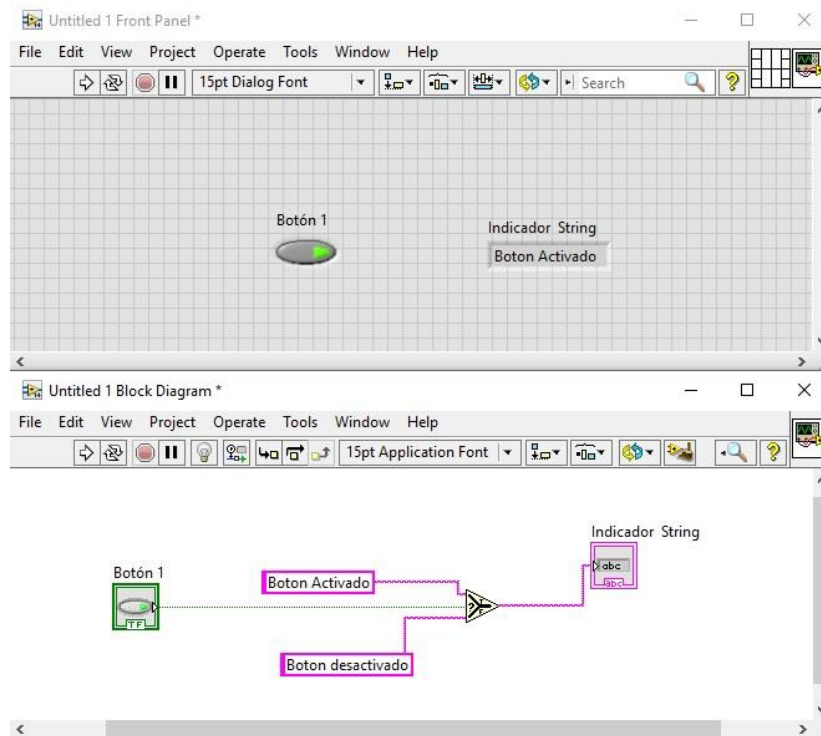 Untitled 1 Front Panel *
File Edit View Project Operate Tools Window Help
15pt Dialog Font Search
Botón 1
Indicador String
Boton Activado
Untitled 1 Block Diagram *
File Edit View Project Operate Tools Window Help
15pt Application Font
Indicador String
abc
abc
Botón 1
TF
Boton Activado
? T F
Boton desactivado